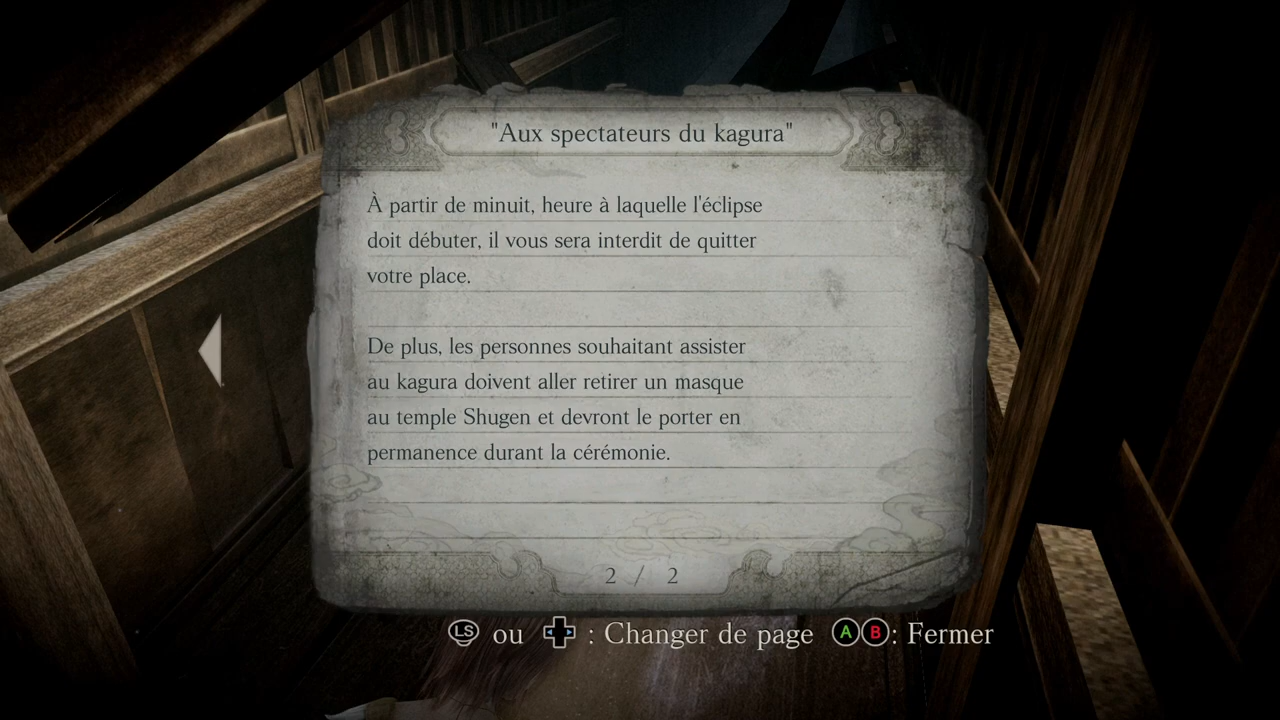 "Aux spectateurs du kagura"
À partir de minuit, heure à laquelle l'éclipse
doit débuter, il vous sera interdit de quitter
votre place.
De plus, les personnes souhaitant assister
au kagura doivent aller retirer un masque
au temple Shugen et devront le porter en
permanence durant la cérémonie.
2 / 2
LS ou : Changer de page A B : Fermer